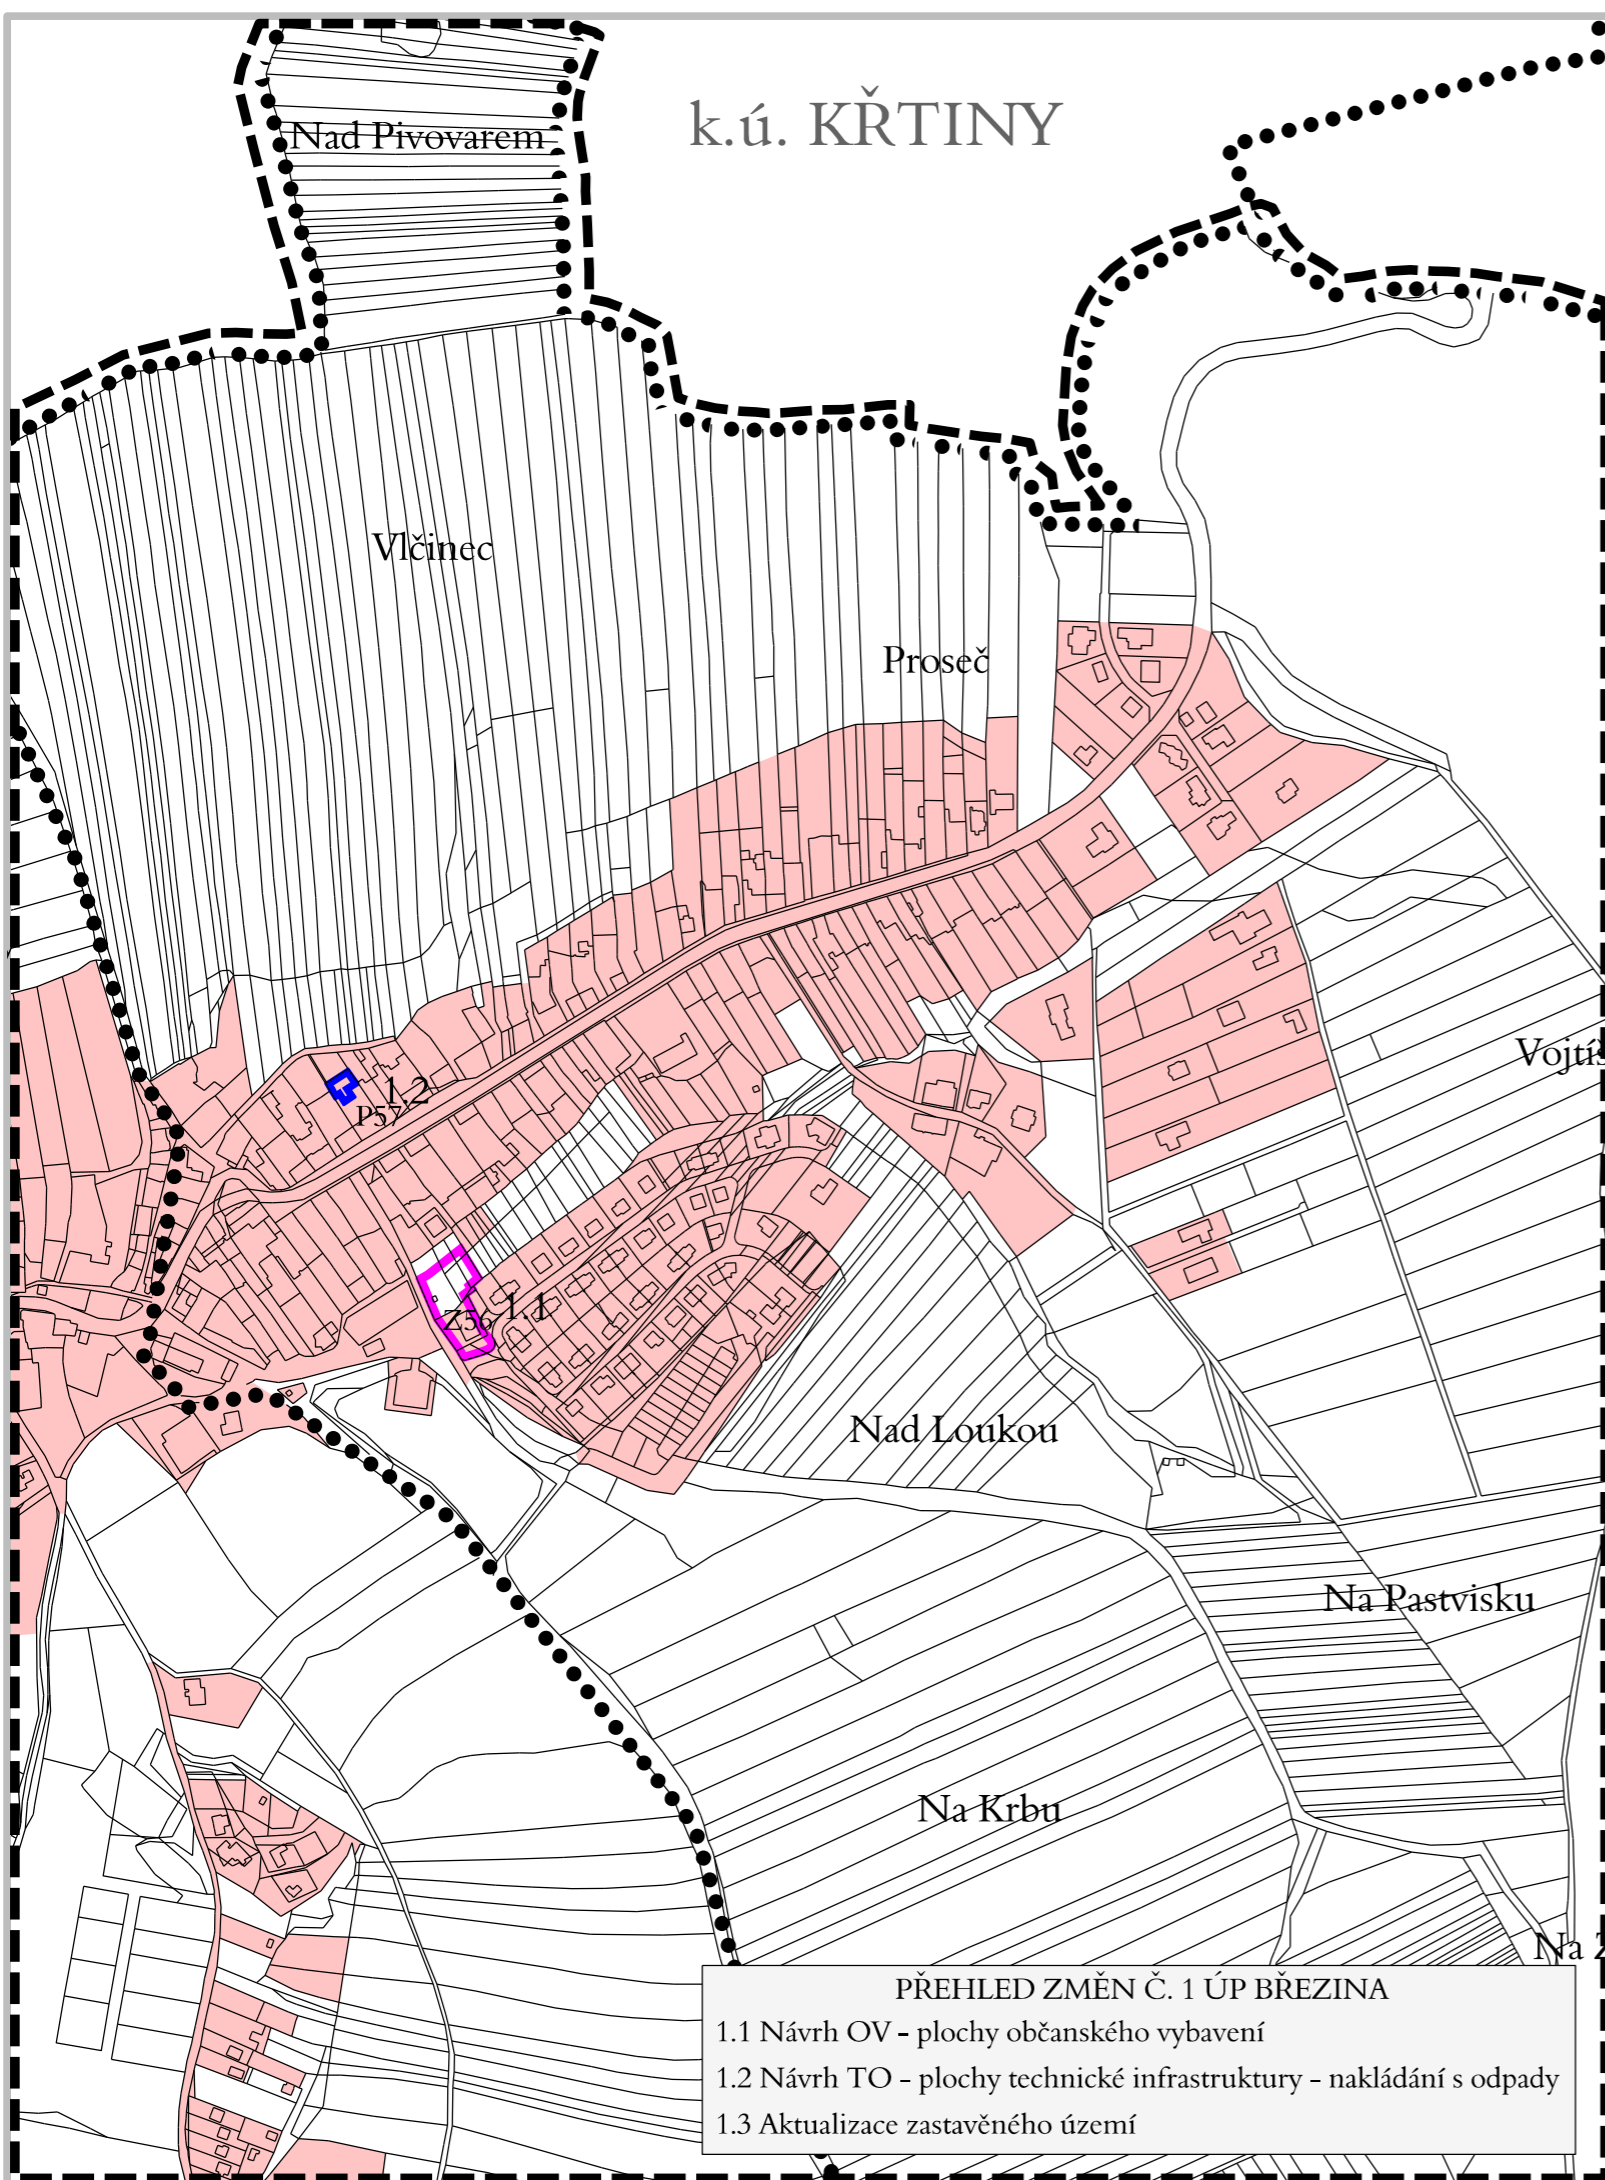 k.ú. KŘTINY
Nad Pivovarem
Vlčinec
Proseč
1.2
P57
Z56
1.1
Nad Loukou
Na Pastvisku
Na Krbu
PŘEHLED ZMĚN Č. 1 ÚP BŘEZINA
1.1 Návrh OV - plochy občanského vybavení
1.2 Návrh TO - plochy technické infrastruktury - nakládání s odpady
1.3 Aktualizace zastavěného území